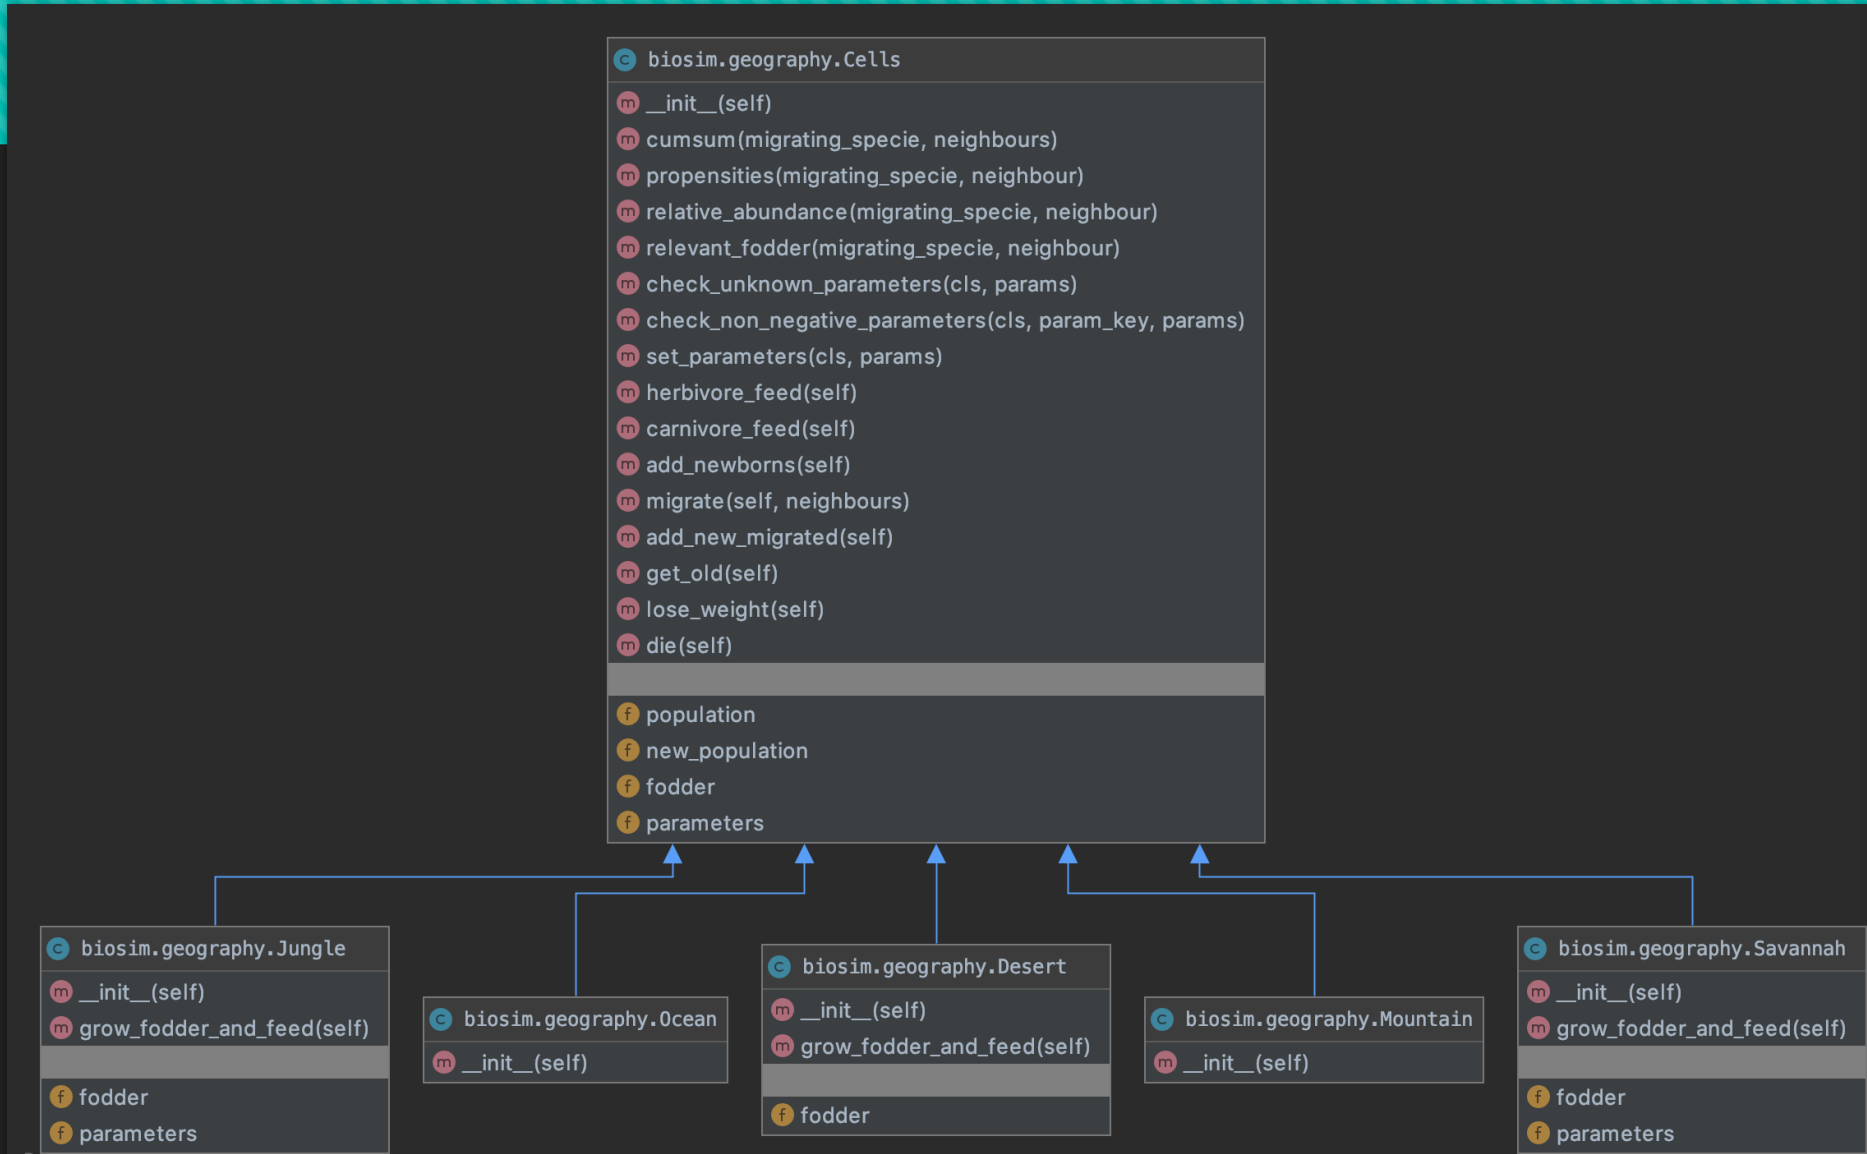 biosim.geography.Cells
__init__(self)
cumsum(migrating_specie, neighbours)
propensities(migrating_specie, neighbour)
relative_abundance(migrating_specie, neighbour)
relevant_fodder(migrating_specie, neighbour)
check_unknown_parameters(cls, params)
check_non_negative_parameters(cls, param_key, params)
set_parameters(cls, params)
herbivore_feed(self)
carnivore_feed(self)
add_newborns(self)
migrate(self, neighbours)
add_new_migrated(self)
get_old(self)
lose_weight(self)
die(self)
population
new_population
fodder
parameters
biosim.geography.Jungle
__init__(self)
grow_fodder_and_feed(self)
fodder
parameters
biosim.geography.Ocean
__init__(self)
biosim.geography.Desert
__init__(self)
grow_fodder_and_feed(self)
fodder
biosim.geography.Mountain
__init__(self)
biosim.geography.Savannah
__init__(self)
grow_fodder_and_feed(self)
fodder
parameters